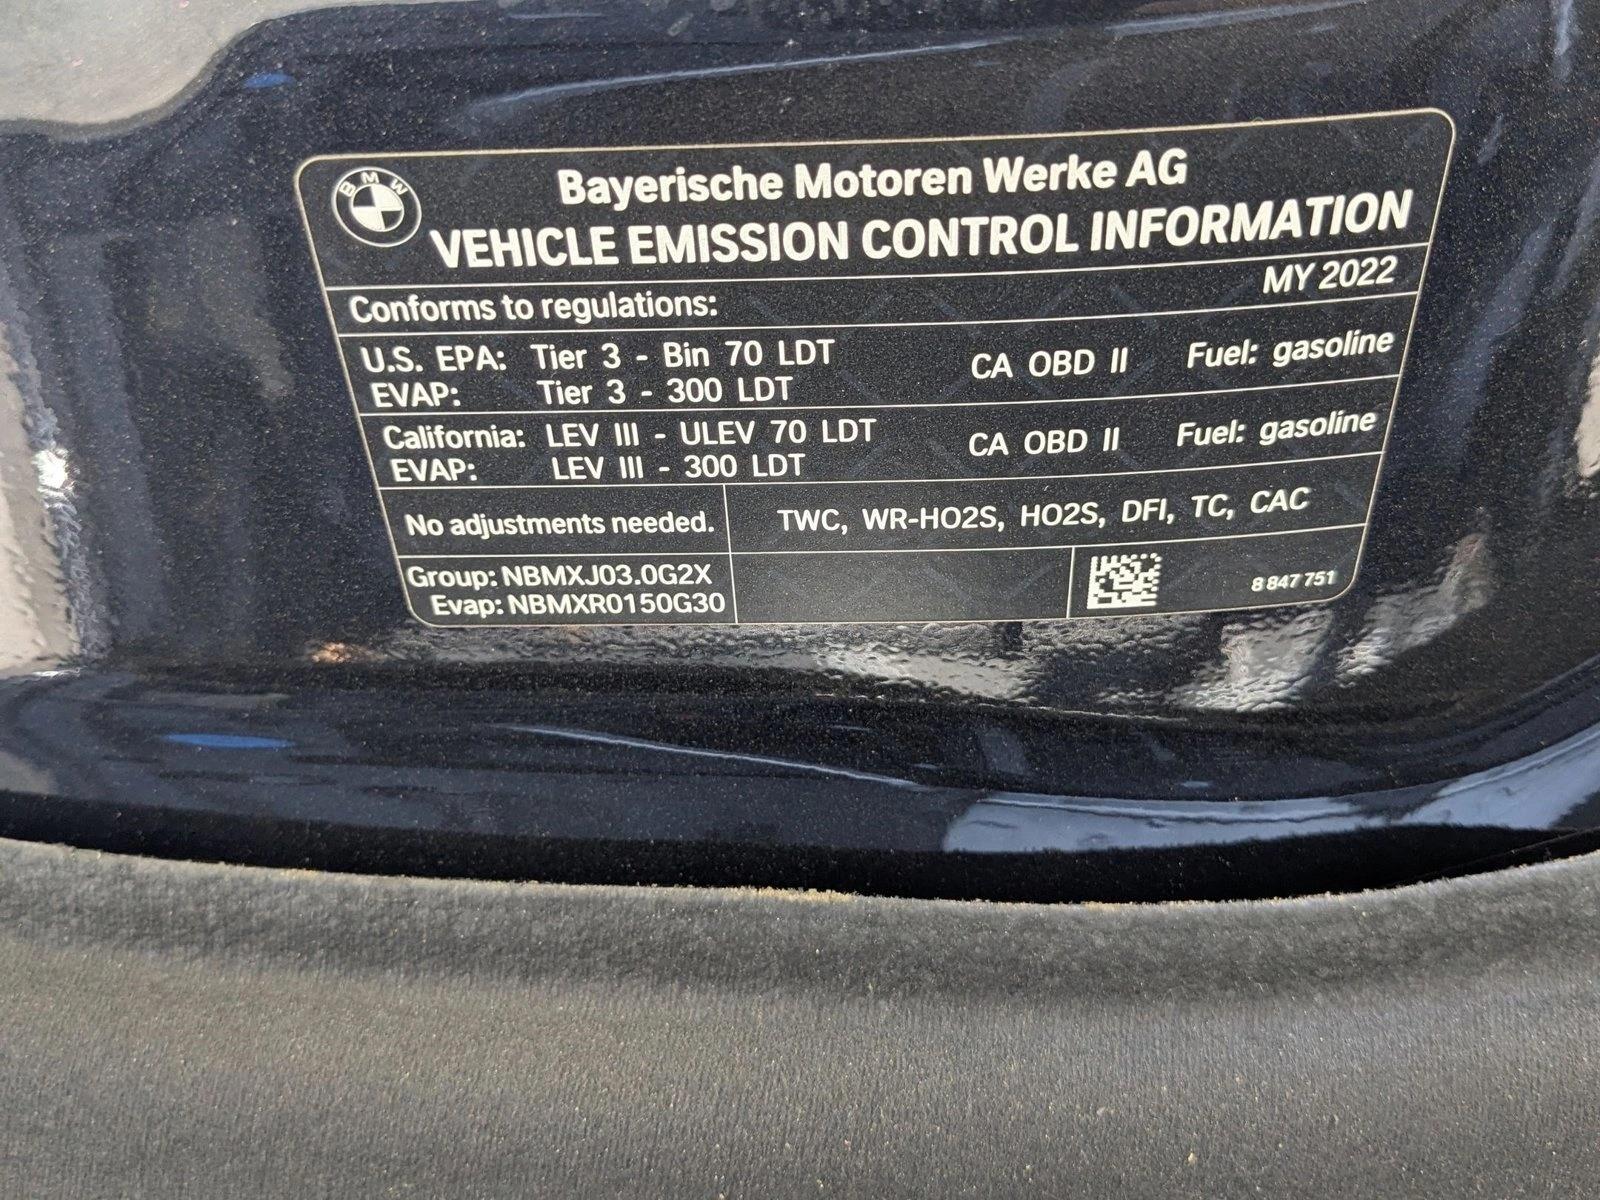 BMW
Bayerische Motoren Werke AG
VEHICLE EMISSION CONTROL INFORMATION
MY 2022
Conforms to regulations:
U.S. EPA: Tier 3 - Bin 70 LDT CA OBD II Fuel: gasoline
EVAP: Tier 3 - 300 LDT
California: LEV III - ULEV 70 LDT CA OBD II Fuel: gasoline
EVAP: LEV III - 300 LDT
No adjustments needed. TWC, WR-HO2S, HO2S, DFI, TC, CAC
Group: NBMXJ03.0G2X
Evap: NBMXR0150G30
8 847 751